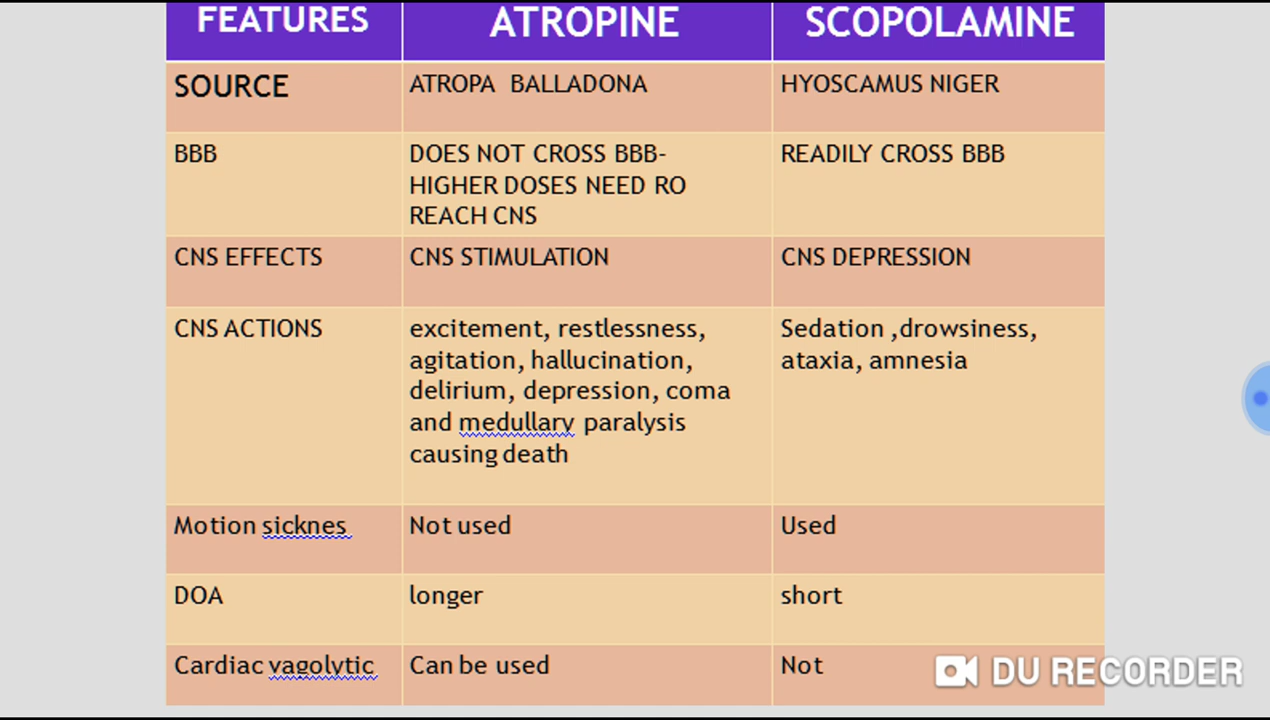 FEATURES ATROPINE SCOPOLAMINE
SOURCE ATROPA BALLADONA HYOSCAMUS NIGER
BBB DOES NOT CROSS BBB- READILY CROSS BBB
HIGHER DOSES NEED RO
REACH CNS
CNS EFFECTS CNS STIMULATION CNS DEPRESSION
CNS ACTIONS excitement, restlessness, Sedation ,drowsiness,
agitation, hallucination, ataxia, amnesia
delirium, depression, coma
and medullary paralysis
causing death
Motion sicknes Not used Used
DOA longer short
Cardiac vagolytic Can be used Not
DU RECORDER